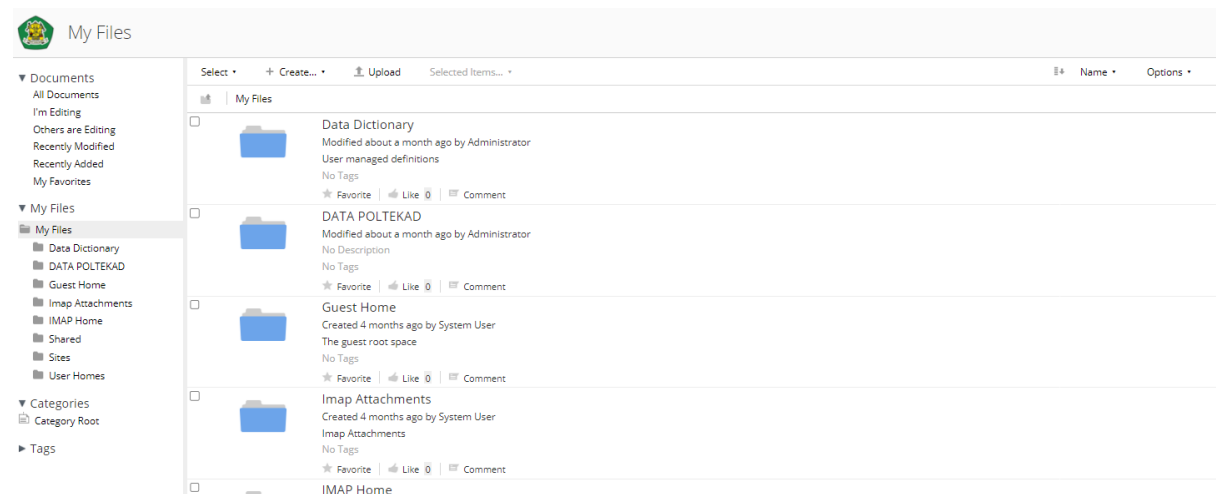 My Files
Documents
All Documents
I'm Editing
Others are Editing
Recently Modified
Recently Added
My Favorites
My Files
My Files
Data Dictionary
DATA POLTEKAD
Guest Home
Imap Attachments
IMAP Home
Shared
Sites
User Homes
Categories
Category Root
Tags
Select + Create... Upload Selected Items... Name Options
My Files
Data Dictionary
Modified about a month ago by Administrator
User managed definitions
No Tags
Favorite Like 0 Comment
DATA POLTEKAD
Modified about a month ago by Administrator
No Description
No Tags
Favorite Like 0 Comment
Guest Home
Created 4 months ago by System User
The guest root space
No Tags
Favorite Like 0 Comment
Imap Attachments
Created 4 months ago by System User
Imap Attachments
No Tags
Favorite Like 0 Comment
IMAP Home